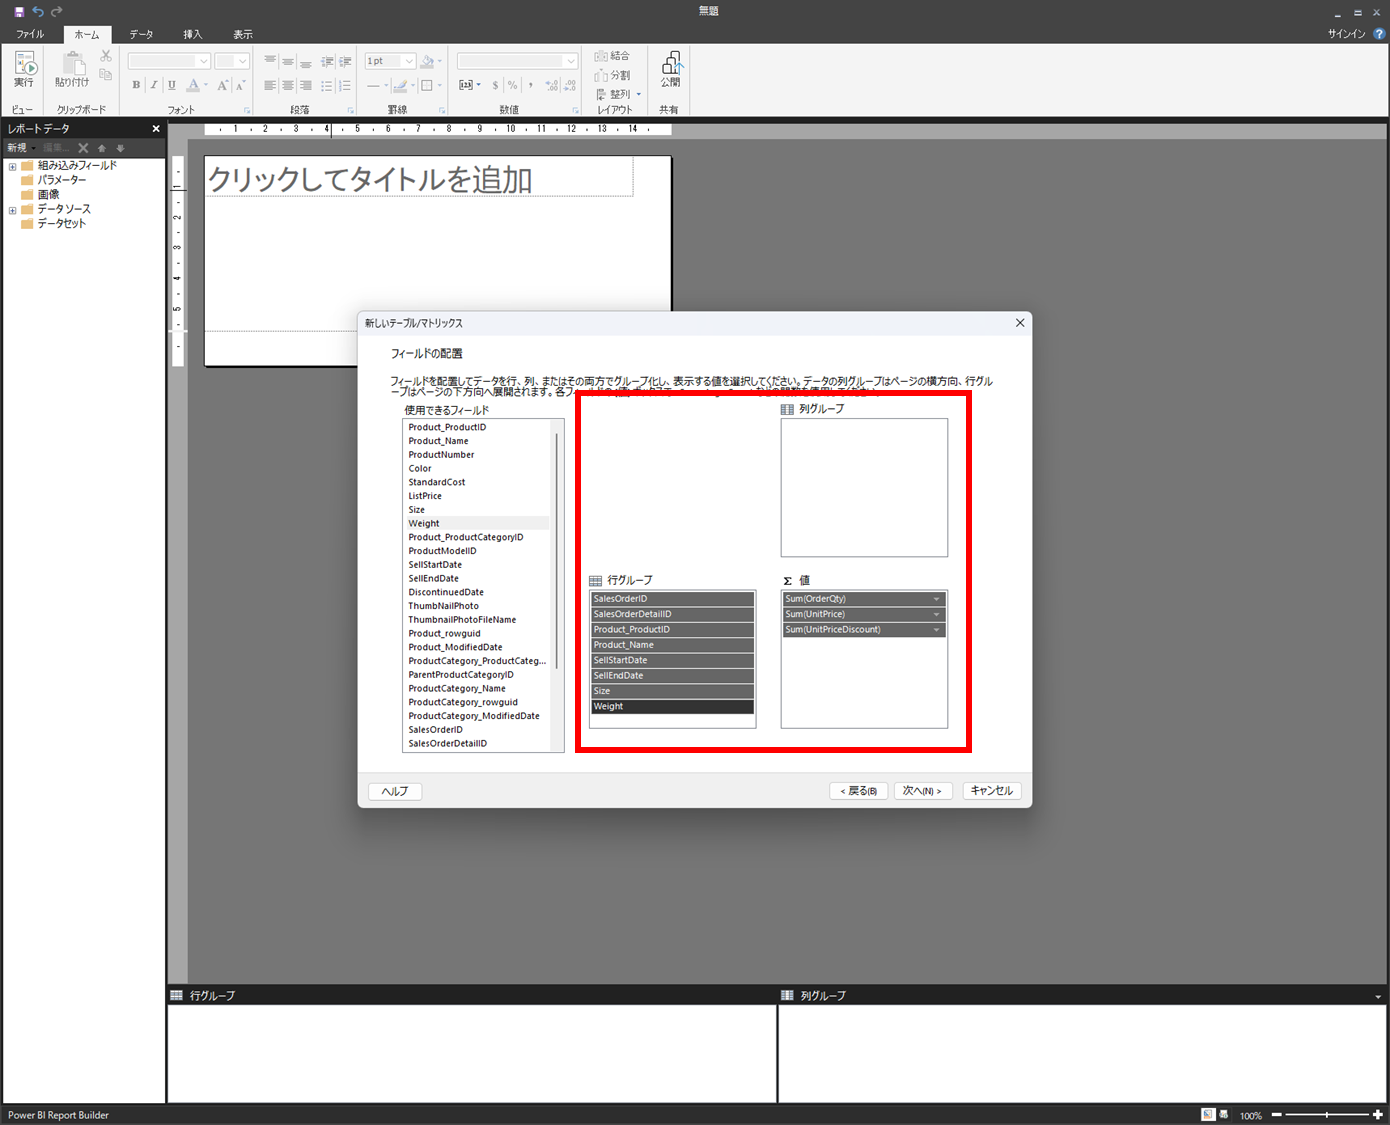 無題
ファイル
ホーム
データ
挿入
表示
サインイン
実行
貼り付け
1 pt
結合
分割
整列
公開
B I U A A A
$ % ,
ビュー
クリップボード
フォント
段落
罫線
数値
レイアウト
共有
レポート データ
新規
編集...
組み込みフィールド
パラメーター
画像
データ ソース
データセット
1 2 3 4 5 6 7 8 9 10 11 12 13 14
1 2 3 4 5
クリックしてタイトルを追加
新しいテーブル/マトリックス
フィールドの配置
フィールドを配置してデータを行、列、またはその両方でグループ化し、表示する値を選択してください。データの列グループはページの横方向、行グル
ープはページの下方向へ展開されます。各フィ
使用できるフィールド
Product_ProductID
Product_Name
ProductNumber
Color
StandardCost
ListPrice
Size
Weight
Product_ProductCategoryID
ProductModelID
SellStartDate
SellEndDate
DiscontinuedDate
ThumbNailPhoto
ThumbnailPhotoFileName
Product_rowguid
Product_ModifiedDate
ProductCategory_ProductCateg...
ParentProductCategoryID
ProductCategory_Name
ProductCategory_rowguid
ProductCategory_ModifiedDate
SalesOrderID
SalesOrderDetailID
列グループ
行グループ
SalesOrderID
SalesOrderDetailID
Product_ProductID
Product_Name
SellStartDate
SellEndDate
Size
Weight
Σ 値
Sum(OrderQty)
Sum(UnitPrice)
Sum(UnitPriceDiscount)
ヘルプ
< 戻る(B)
次へ(N) >
キャンセル
行グループ
列グループ
Power BI Report Builder
100%